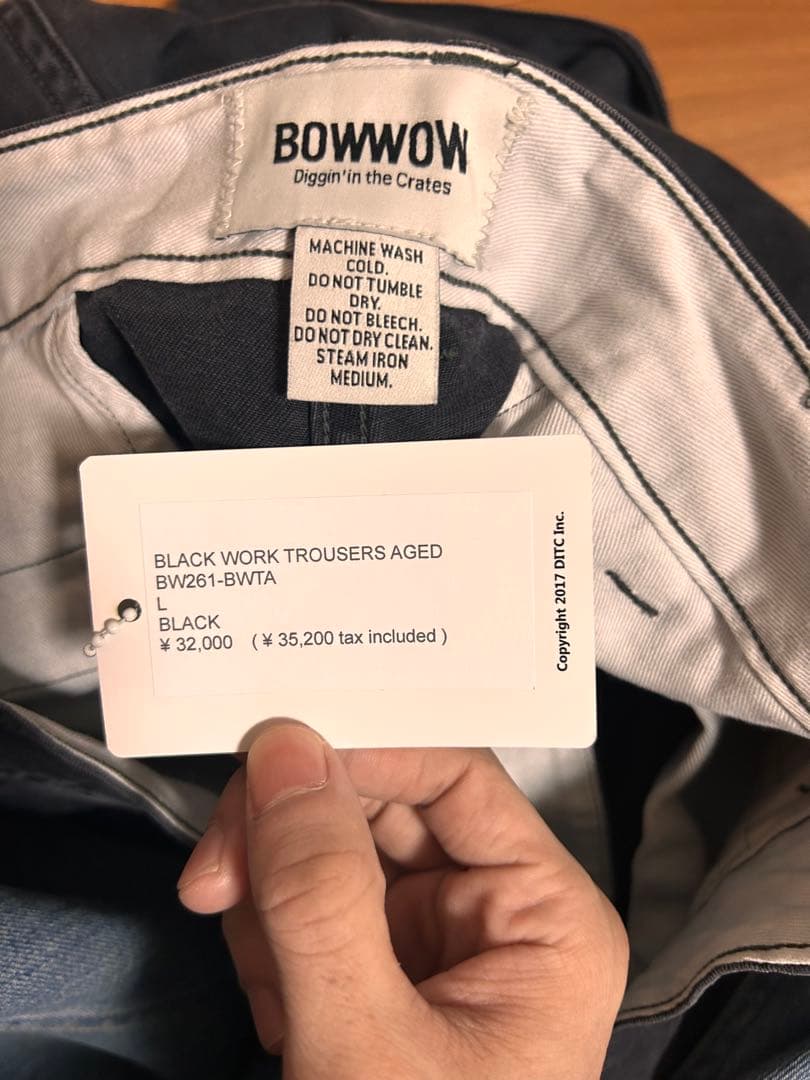 BOWWOW
Diggin' in the Crates
MACHINE WASH
COLD.
DO NOT TUMBLE
DRY.
DO NOT BLEECH.
DO NOT DRY CLEAN.
STEAM IRON
MEDIUM.
BLACK WORK TROUSERS AGED
BW261-BWTA
L
BLACK
¥ 32,000 ( ¥ 35,200 tax included )
Copyright 2017 DITC Inc.